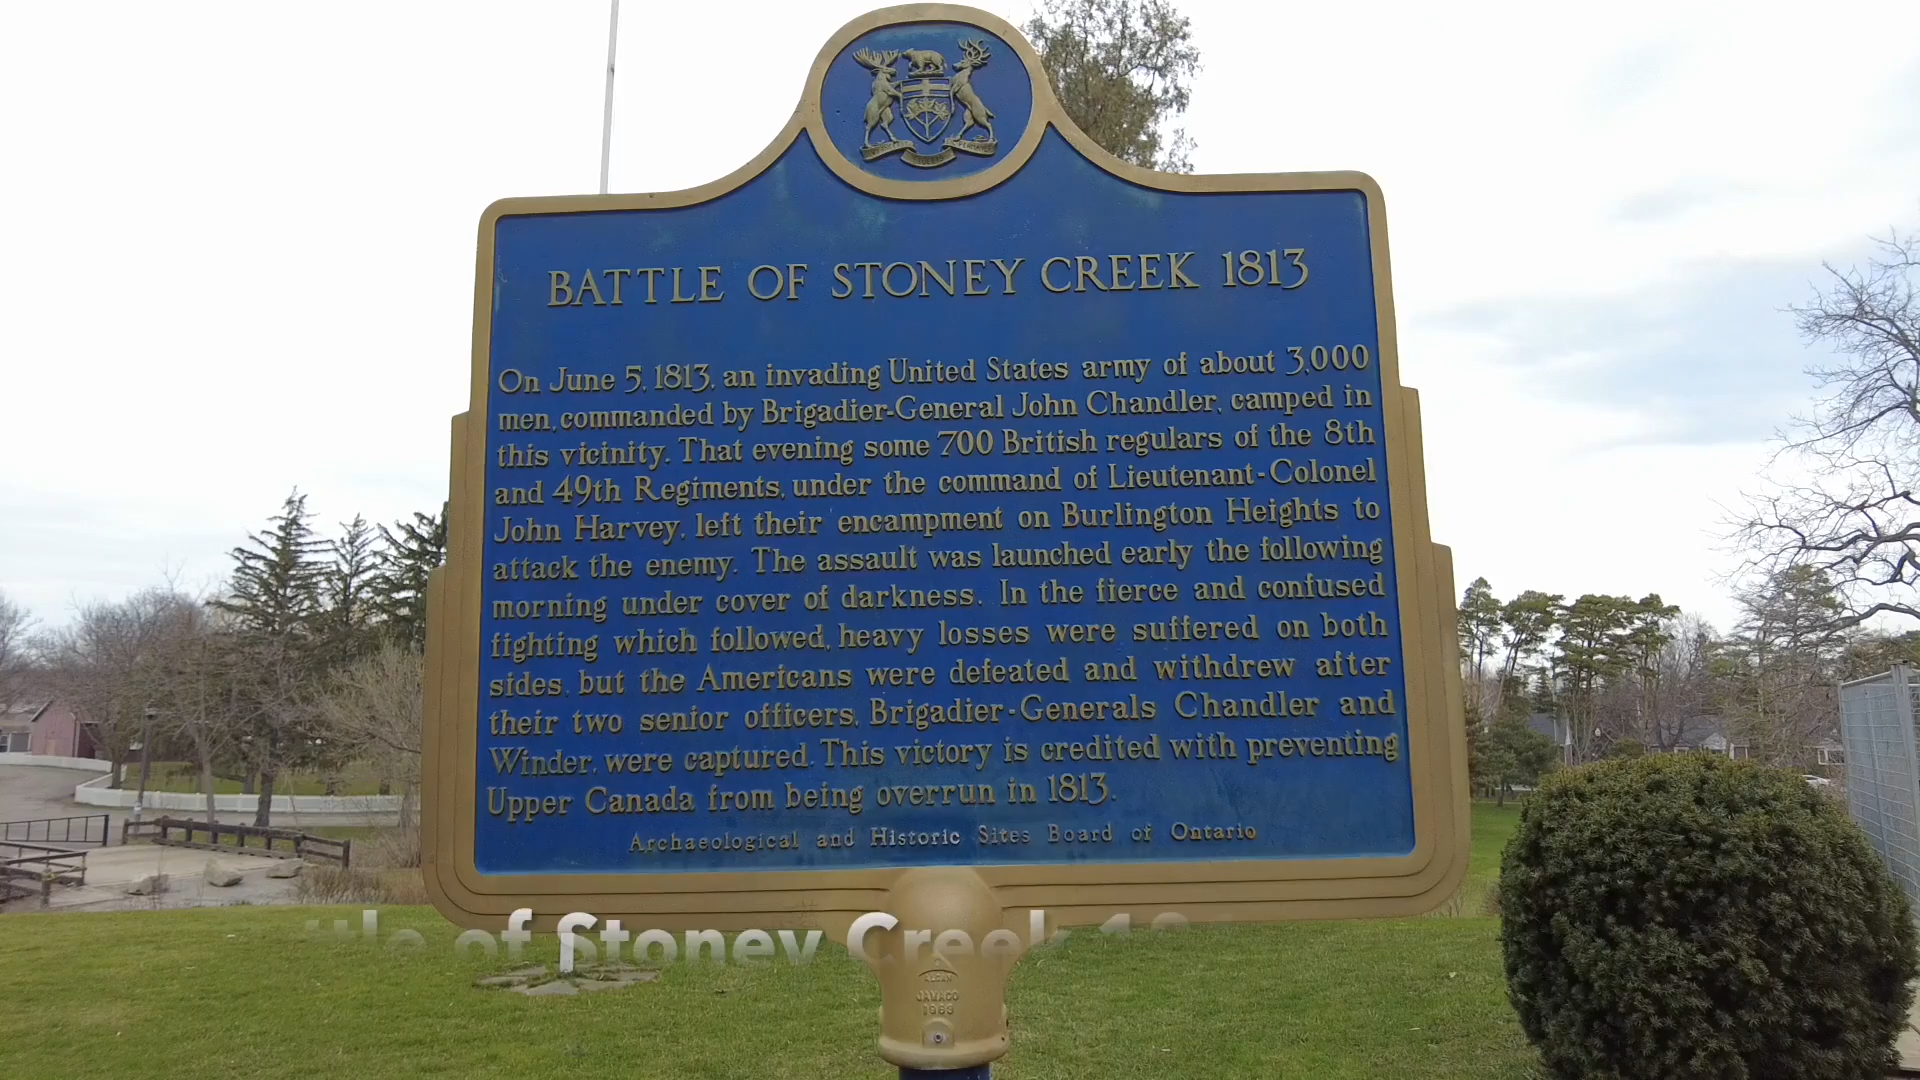 BATTLE OF STONEY CREEK 1813
On June 5, 1813, an invading United States army of about 3,000
men, commanded by Brigadier-General John Chandler, camped in
this vicinity. That evening some 700 British regulars of the 8th
and 49th Regiments, under the command of Lieutenant-Colonel
John Harvey, left their encampment on Burlington Heights to
attack the enemy. The assault was launched early the following
morning under cover of darkness. In the fierce and confused
fighting which followed, heavy losses were suffered on both
sides, but the Americans were defeated and withdrew after
their two senior officers, Brigadier-Generals Chandler and
Winder, were captured. This victory is credited with preventing
Upper Canada from being overrun in 1813.
Archaeological and Historic Sites Board of Ontario
of Stoney Creek
ALCAN
JAMACO